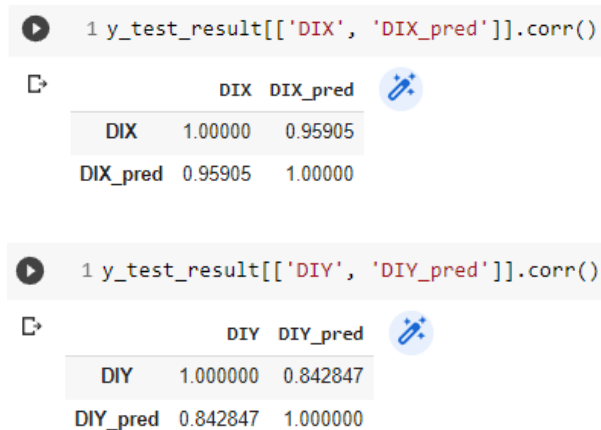 1 y_test_result[['DIX', 'DIX_pred']].corr()
DIX DIX_pred
DIX 1.00000 0.95905
DIX_pred 0.95905 1.00000
1 y_test_result[['DIY', 'DIY_pred']].corr()
DIY DIY_pred
DIY 1.000000 0.842847
DIY_pred 0.842847 1.000000